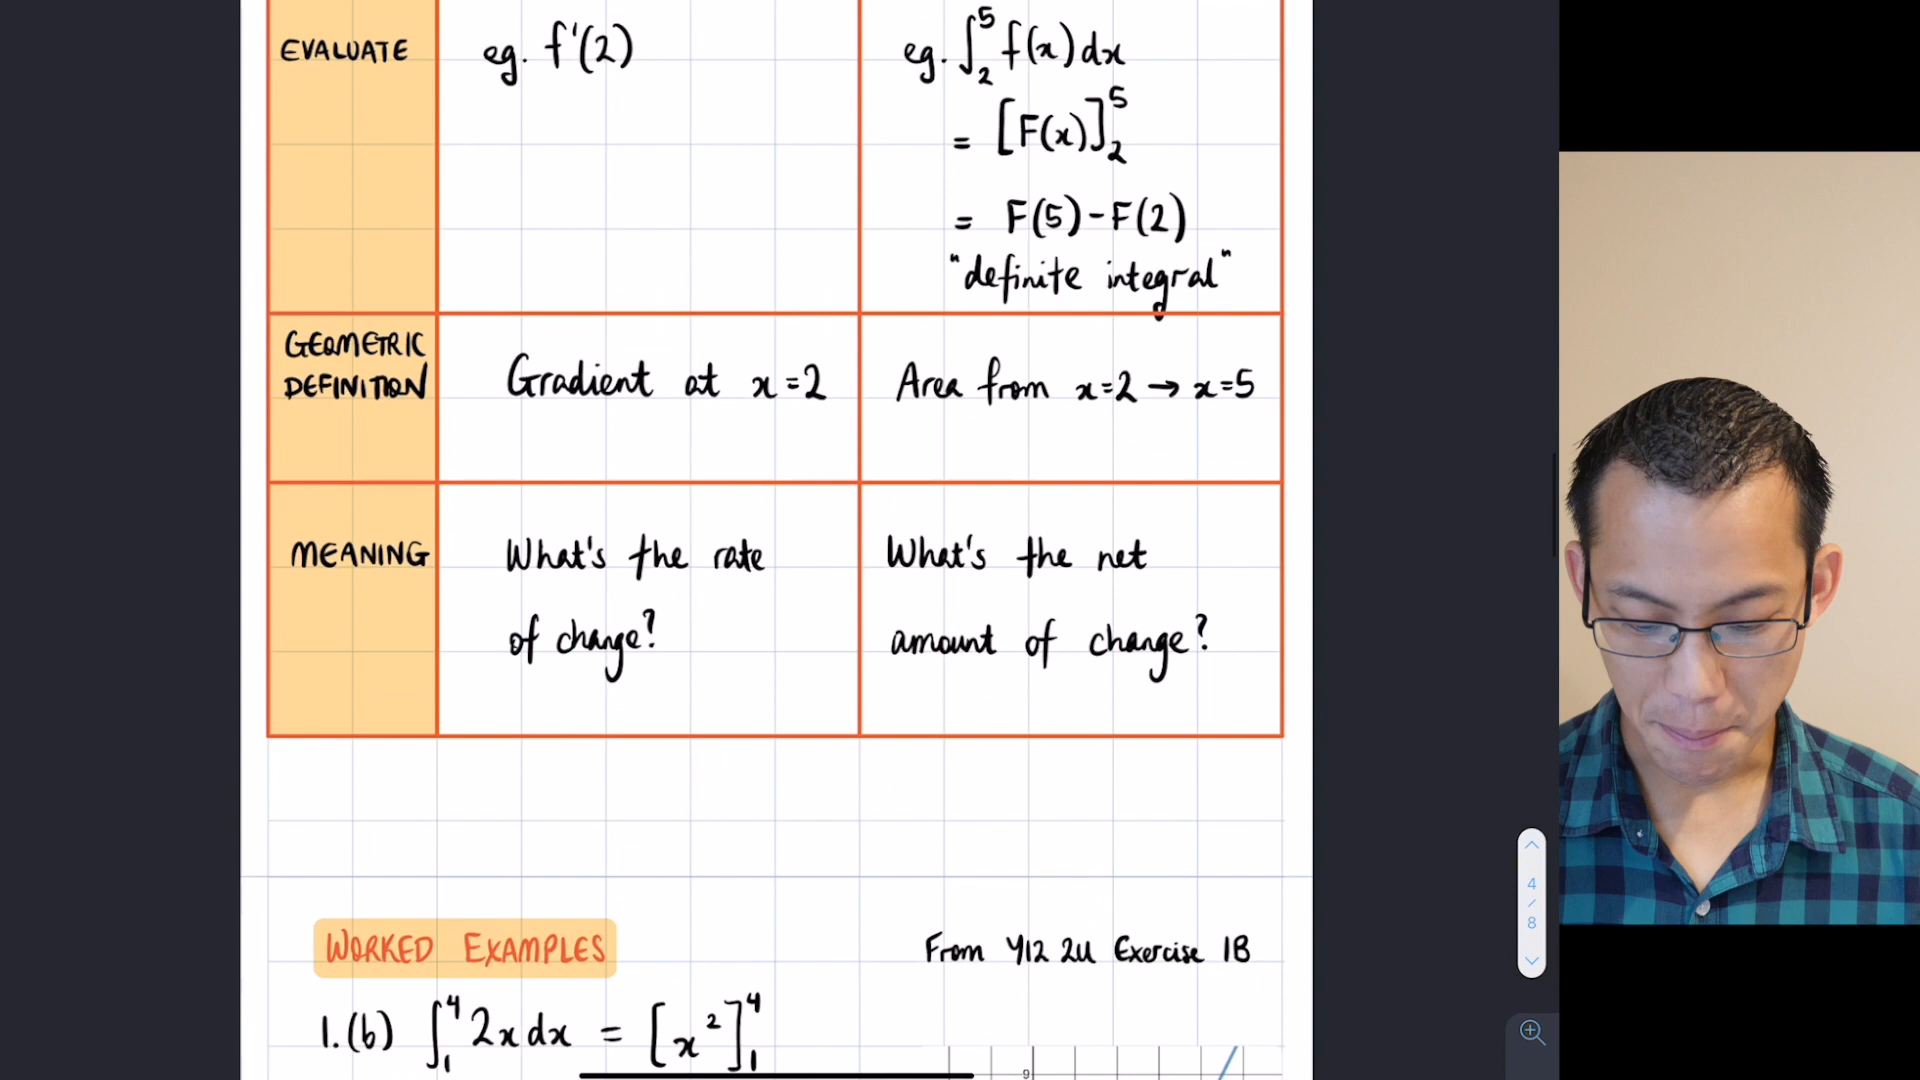 EVALUATE
eg. f'(2)
eg. ∫₂⁵ f(x) dx
= [F(x)]₂⁵
= F(5) - F(2)
"definite integral"
GEOMETRIC
DEFINITION
Gradient at x=2
Area from x=2 → x=5
MEANING
What's the rate
of change?
What's the net
amount of change?
WORKED EXAMPLES
From Y12 2U Exercise 1B
1.(b) ∫₁⁴ 2x dx = [x²]₁⁴
9
4
/
8